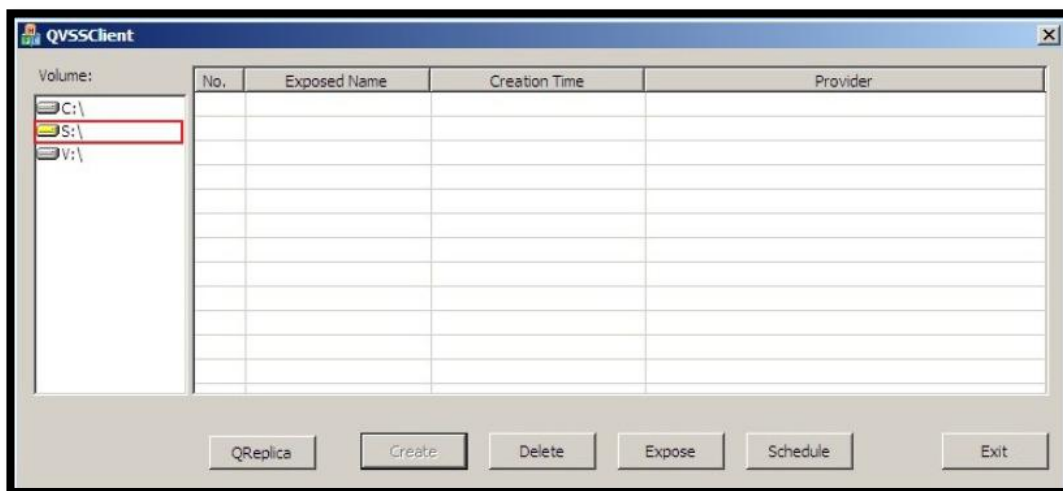 QVSSClient
Volume:
No. Exposed Name Creation Time Provider
C:\
S:\
V:\
QReplica Create Delete Expose Schedule Exit